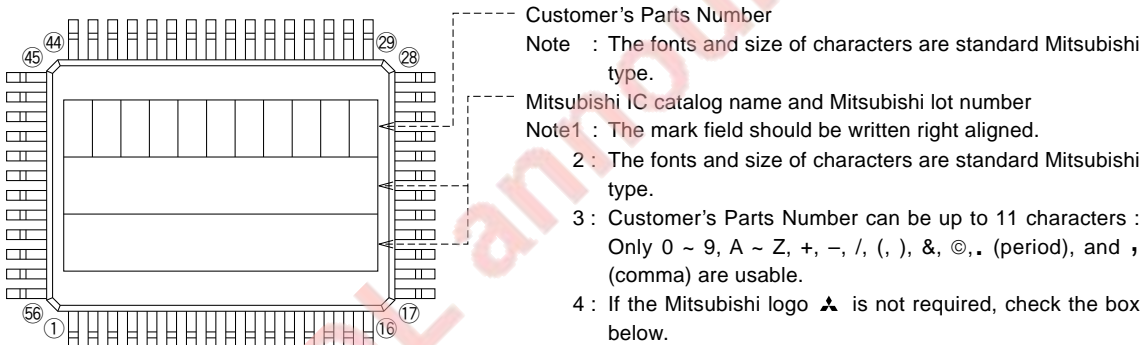 44
29
45
28
56
17
1
16
Customer's Parts Number
Note : The fonts and size of characters are standard Mitsubishi
type.
Mitsubishi IC catalog name and Mitsubishi lot number
Note1 : The mark field should be written right aligned.
2 : The fonts and size of characters are standard Mitsubishi
type.
3 : Customer's Parts Number can be up to 11 characters :
Only 0 ~ 9, A ~ Z, +, –, /, (, ), &, ©, . (period), and ,
(comma) are usable.
4 : If the Mitsubishi logo is not required, check the box
below.